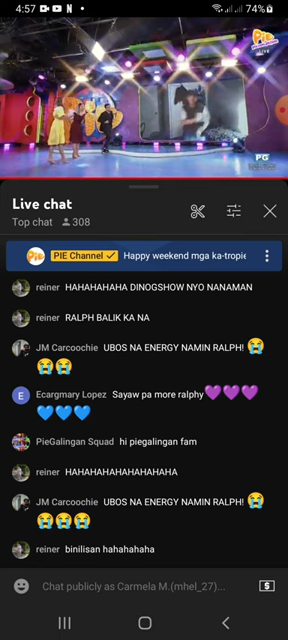 4:57
74%
Pie
Live
PG
Live chat
Top chat 308
PIE Channel Happy weekend mga ka-tropie
reiner HAHAHAHAHA DINOGSHOW NYO NANAMAN
reiner RALPH BALIK KA NA
JM Carcoochie UBOS NA ENERGY NAMIN RALPH! 😭
😭😭
E Ecargmary Lopez Sayaw pa more ralphy💜💜💜
💙💙💙
PieGalingan Squad hi piegalingan fam
reiner HAHAHAHAHAHAHAHAHA
JM Carcoochie UBOS NA ENERGY NAMIN RALPH! 😭
😭😭😭
reiner binilisan hahahahaha
Chat publicly as Carmela M.(mhel_27)...